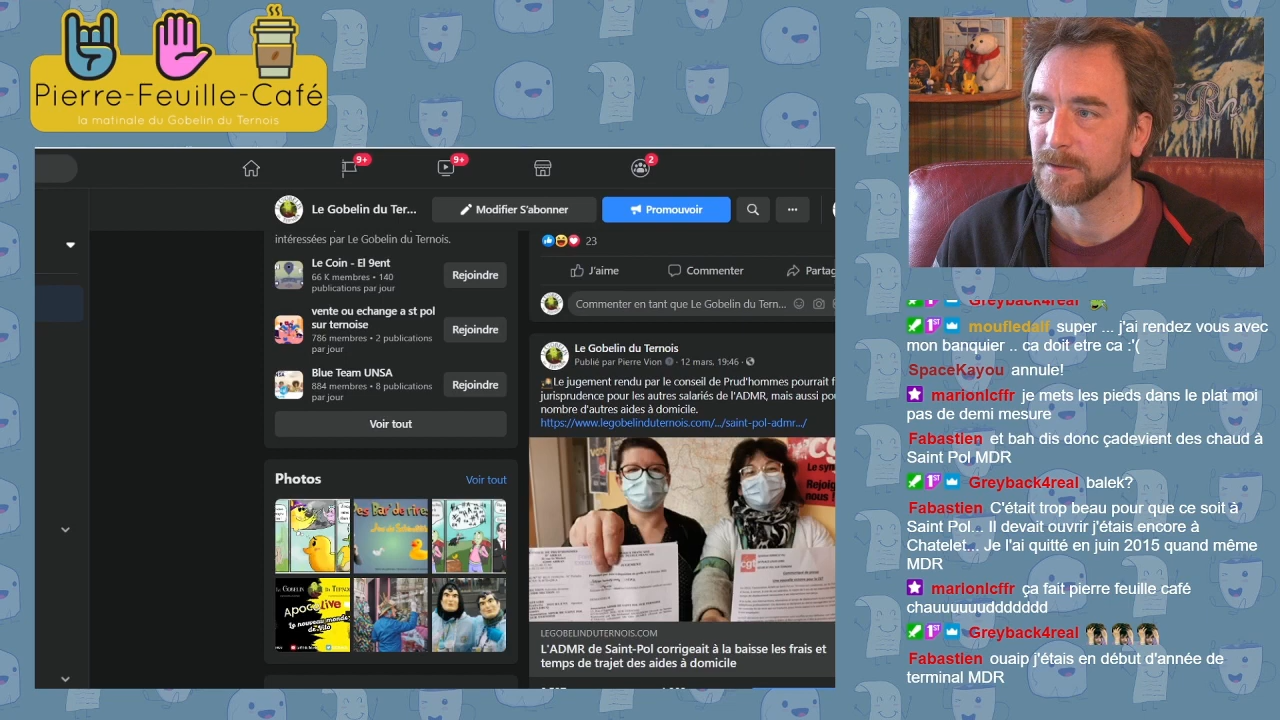 Pierre-Feuille-Café
la matinale du Gobelin du Ternois
9+
9+
2
Le Gobelin du Ter...
Modifier S'abonner
Promouvoir
intéressées par Le Gobelin du Ternois.
Le Coin - El 9ent
66 K membres • 140
publications par jour
Rejoindre
vente ou echange a st pol
sur ternoise
786 membres • 2 publications
par jour
Rejoindre
Blue Team UNSA
884 membres • 8 publications
par jour
Rejoindre
Voir tout
Photos
Voir tout
23
J'aime
Commenter
Partag
Commenter en tant que Le Gobelin du Tern...
Le Gobelin du Ternois
Publié par Pierre Vion · 12 mars, 19:46 ·
Le jugement rendu par le conseil de Prud'hommes pourrait f
jurisprudence pour les autres salariés de l'ADMR, mais aussi pou
nombre d'autres aides à domicile.
https://www.legobelinduternois.com/.../saint-pol-admr.../
cgt
LEGOBELINDUTERNOIS.COM
L'ADMR de Saint-Pol corrigeait à la baisse les frais et
temps de trajet des aides à domicile
Greyback4real
moufledalf super ... j'ai rendez vous avec
mon banquier .. ca doit etre ca :'(
SpaceKayou annule!
marionlcffr je mets les pieds dans le plat moi
pas de demi mesure
Fabastien et bah dis donc çadevient des chaud à
Saint Pol MDR
Greyback4real balek?
Fabastien C'était trop beau pour que ce soit à
Saint Pol... Il devait ouvrir j'étais encore à
Chatelet... Je l'ai quitté en juin 2015 quand même
MDR
marionlcffr ça fait pierre feuille café
chauuuuuuddddddd
Greyback4real
Fabastien ouaip j'étais en début d'année de
terminal MDR